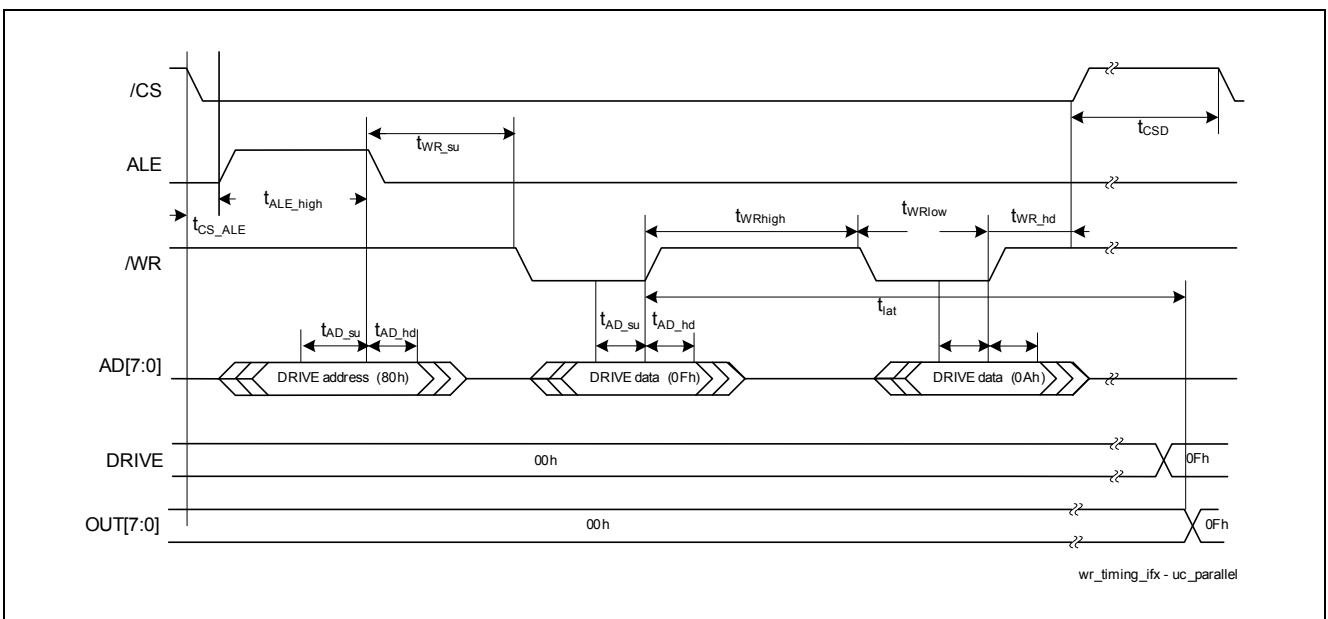 /CS
tCSD
tWR_su
ALE
tALE_high
tCS_ALE
tWRhigh
tWRlow
tWR_hd
/WR
tlat
tAD_su
tAD_hd
tAD_su
tAD_hd
AD[7:0]
DRIVE address (80h)
DRIVE data (0Fh)
DRIVE data (0Ah)
DRIVE
00h
0Fh
OUT[7:0]
00h
0Fh
wr_timing_ifx - uc_parallel